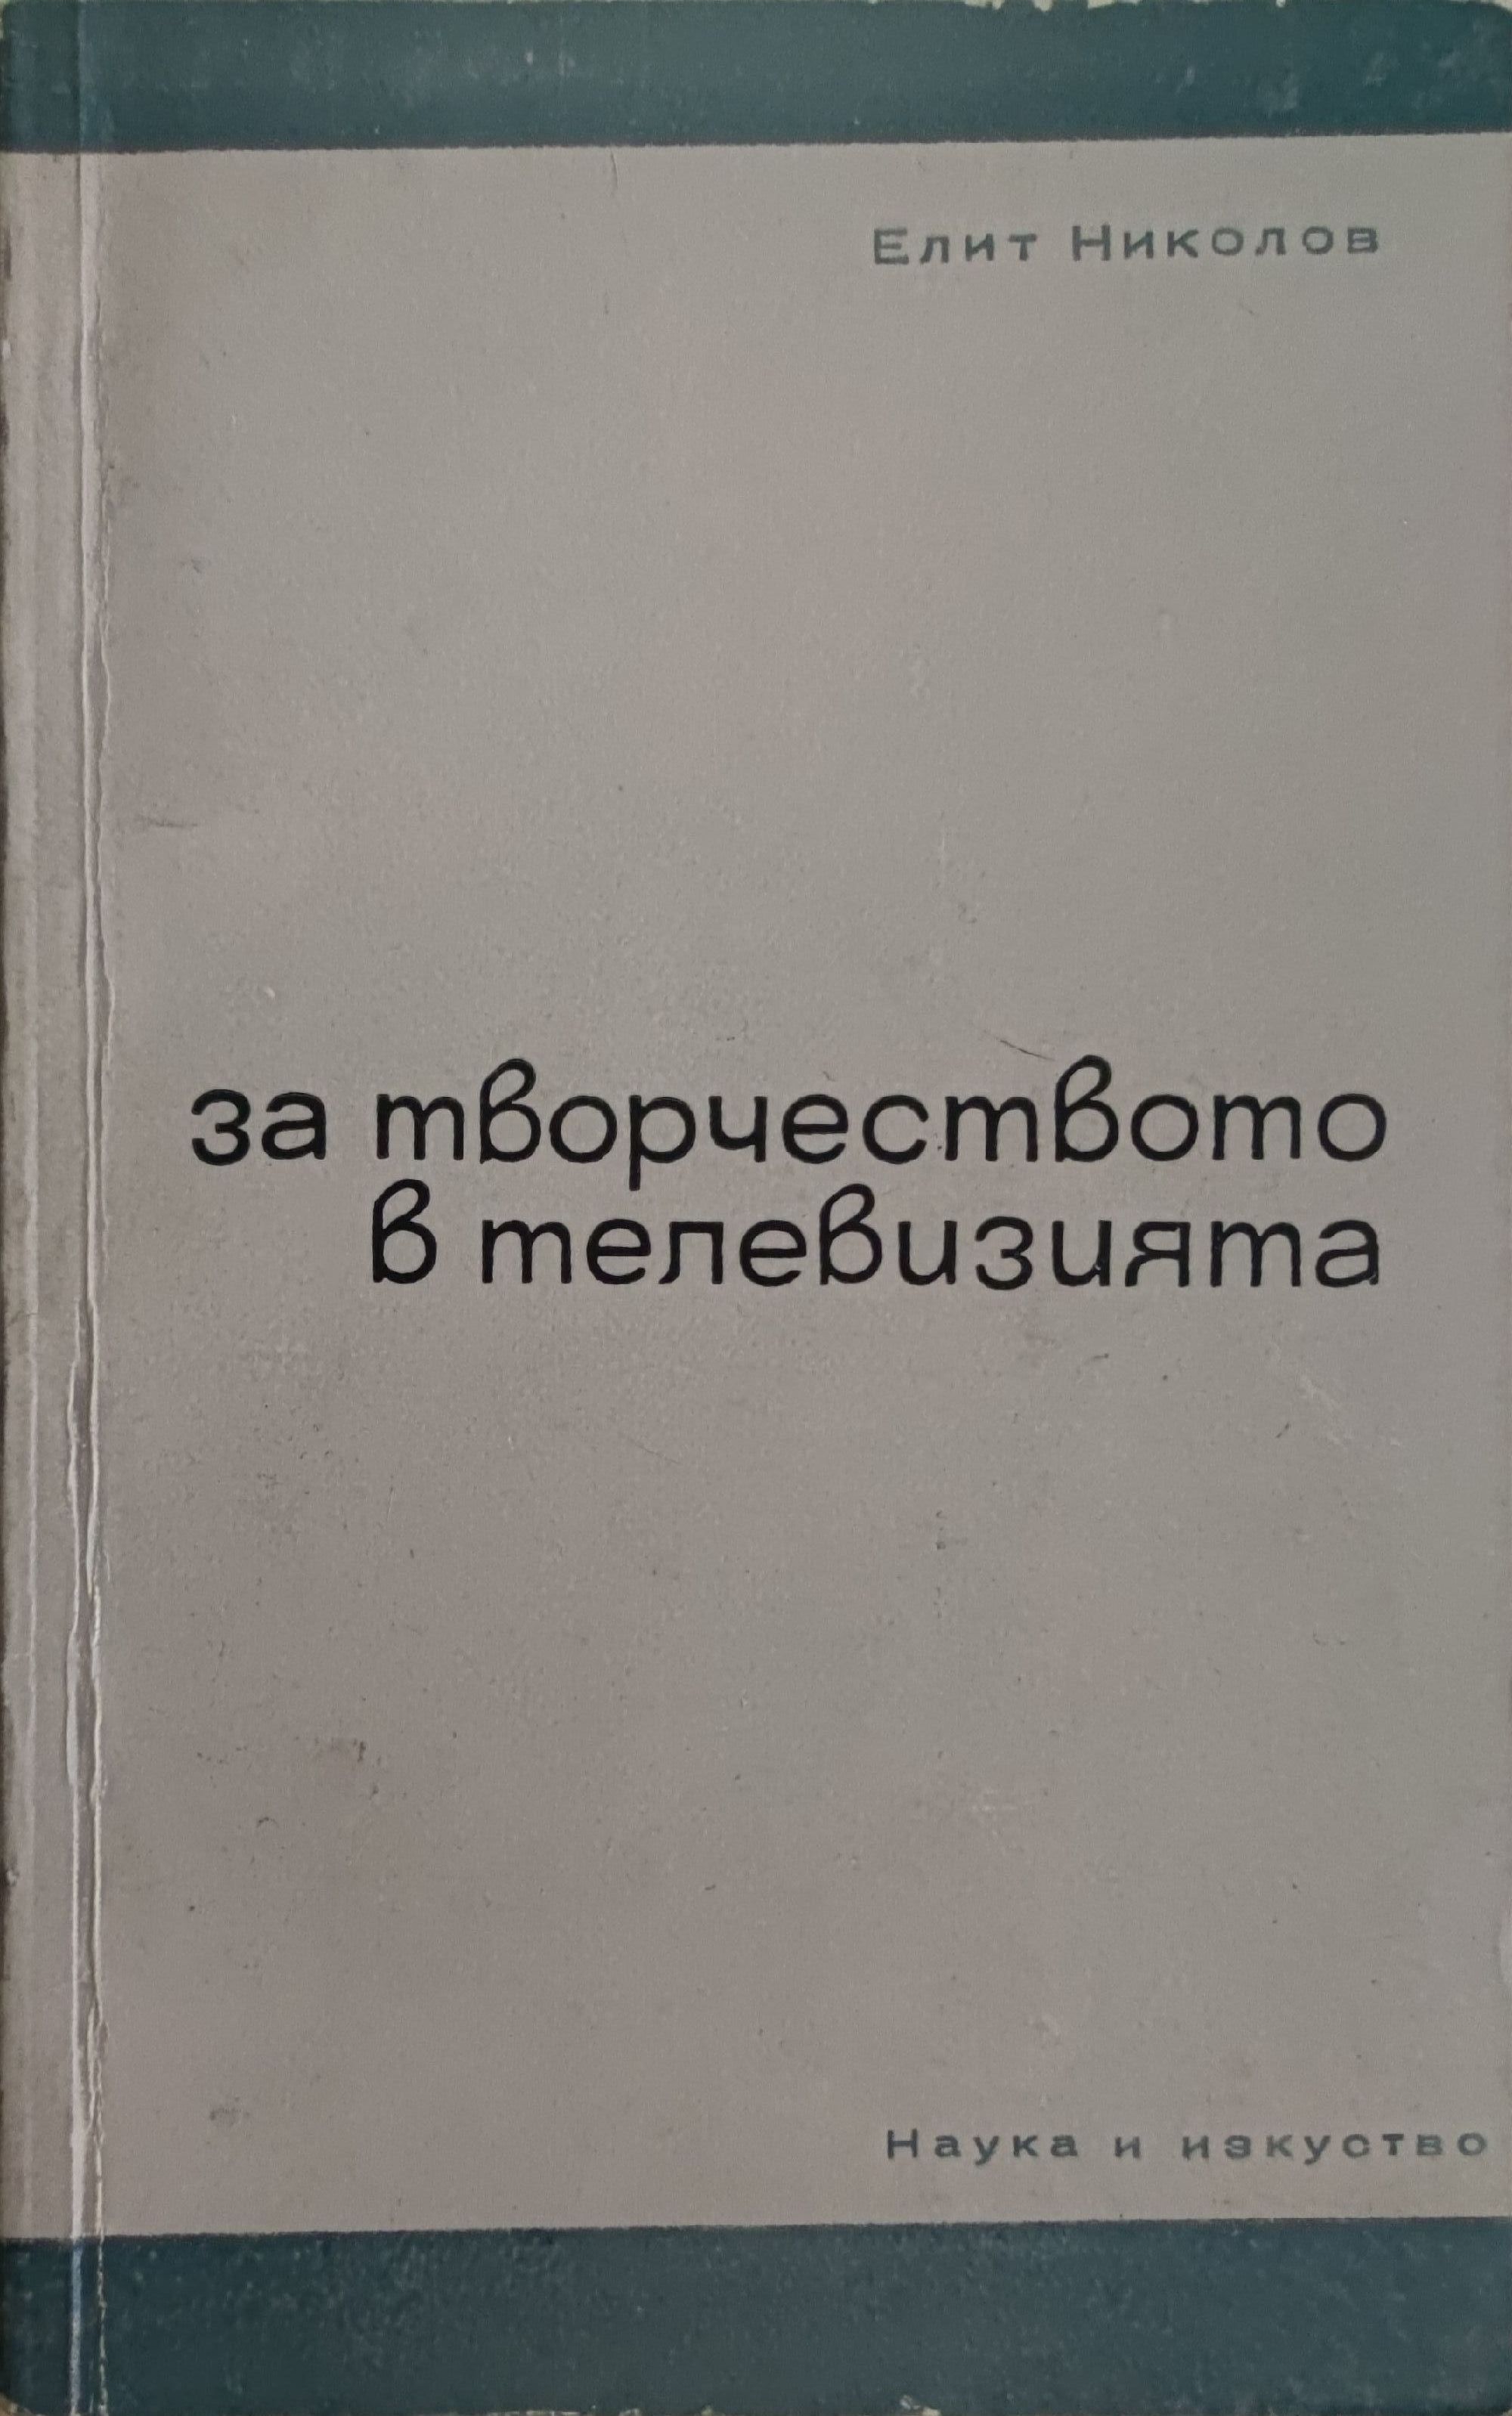 Елит Николов
за творчеството
в телевизията
Наука и изкуство